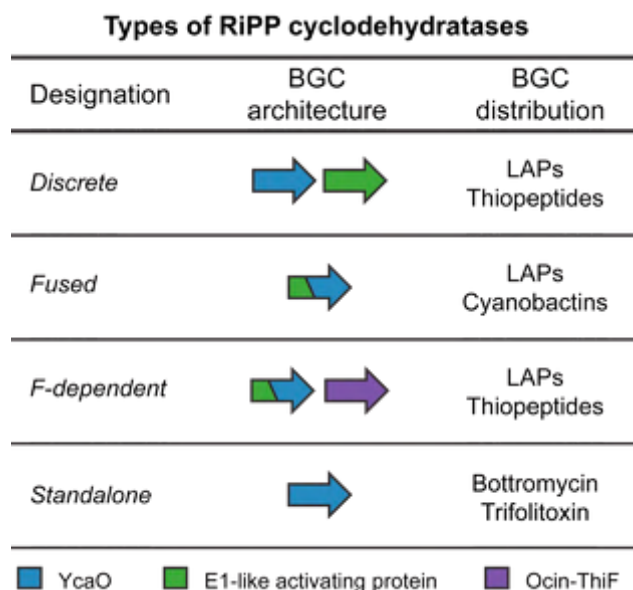 Types of RiPP cyclodehydratases
Designation
BGC
architecture
BGC
distribution
Discrete
LAPs
Thiopeptides
Fused
LAPs
Cyanobactins
F-dependent
LAPs
Thiopeptides
Standalone
Bottromycin
Trifolitoxin
YcaO E1-like activating protein Ocin-ThiF